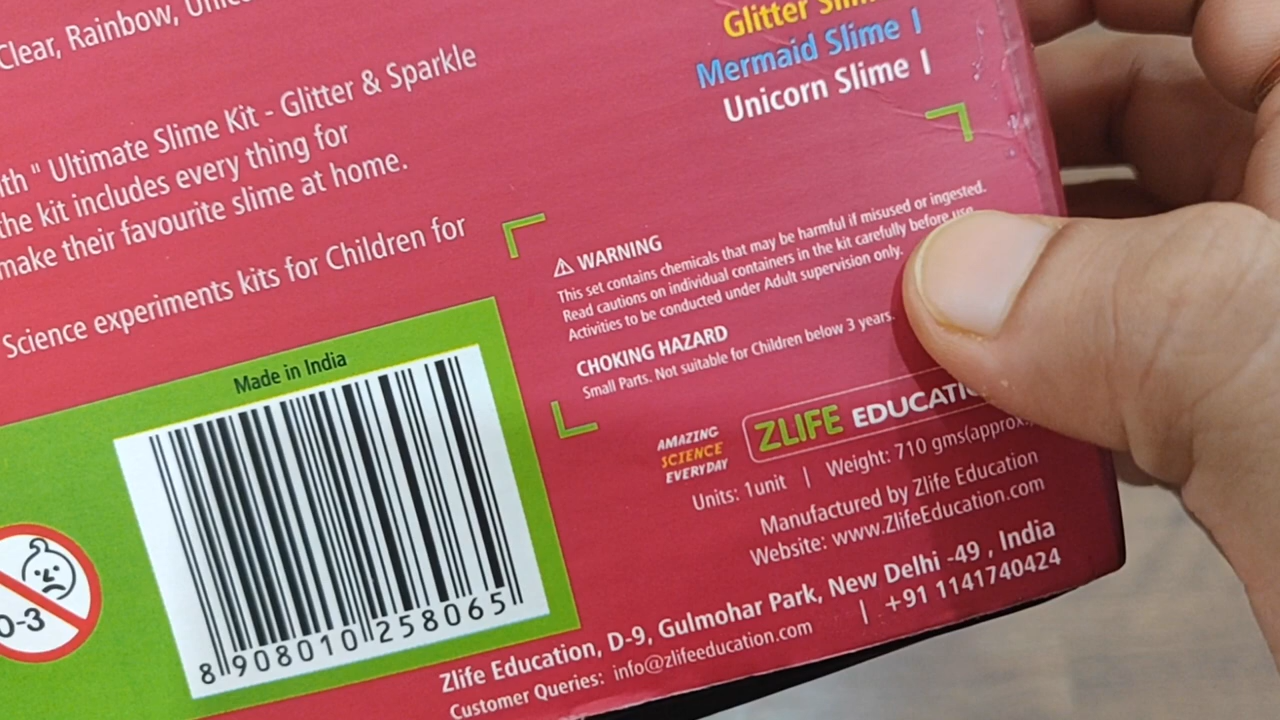 Clear, Rainbow,
Glitter
Mermaid Slime I
Unicorn Slime I
" Ultimate Slime Kit - Glitter & Sparkle
the kit includes every thing for
make their favourite slime at home.
Science experiments kits for Children for
⚠ WARNING
This set contains chemicals that may be harmful if misused or ingested.
Read cautions on individual containers in the kit carefully before use
Activities to be conducted under Adult supervision only.
CHOKING HAZARD
Small Parts. Not suitable for Children below 3 years.
Made in India
8 908010 258065
0-3
AMAZING
SCIENCE
EVERYDAY
ZLIFE
Units: 1unit | Weight: 710 gms(approx.
Manufactured by Zlife Education
Website: www.ZlifeEducation.com
Zlife Education, D-9, Gulmohar Park, New Delhi -49 , India
Customer Queries: info@zlifeeducation.com | +91 1141740424